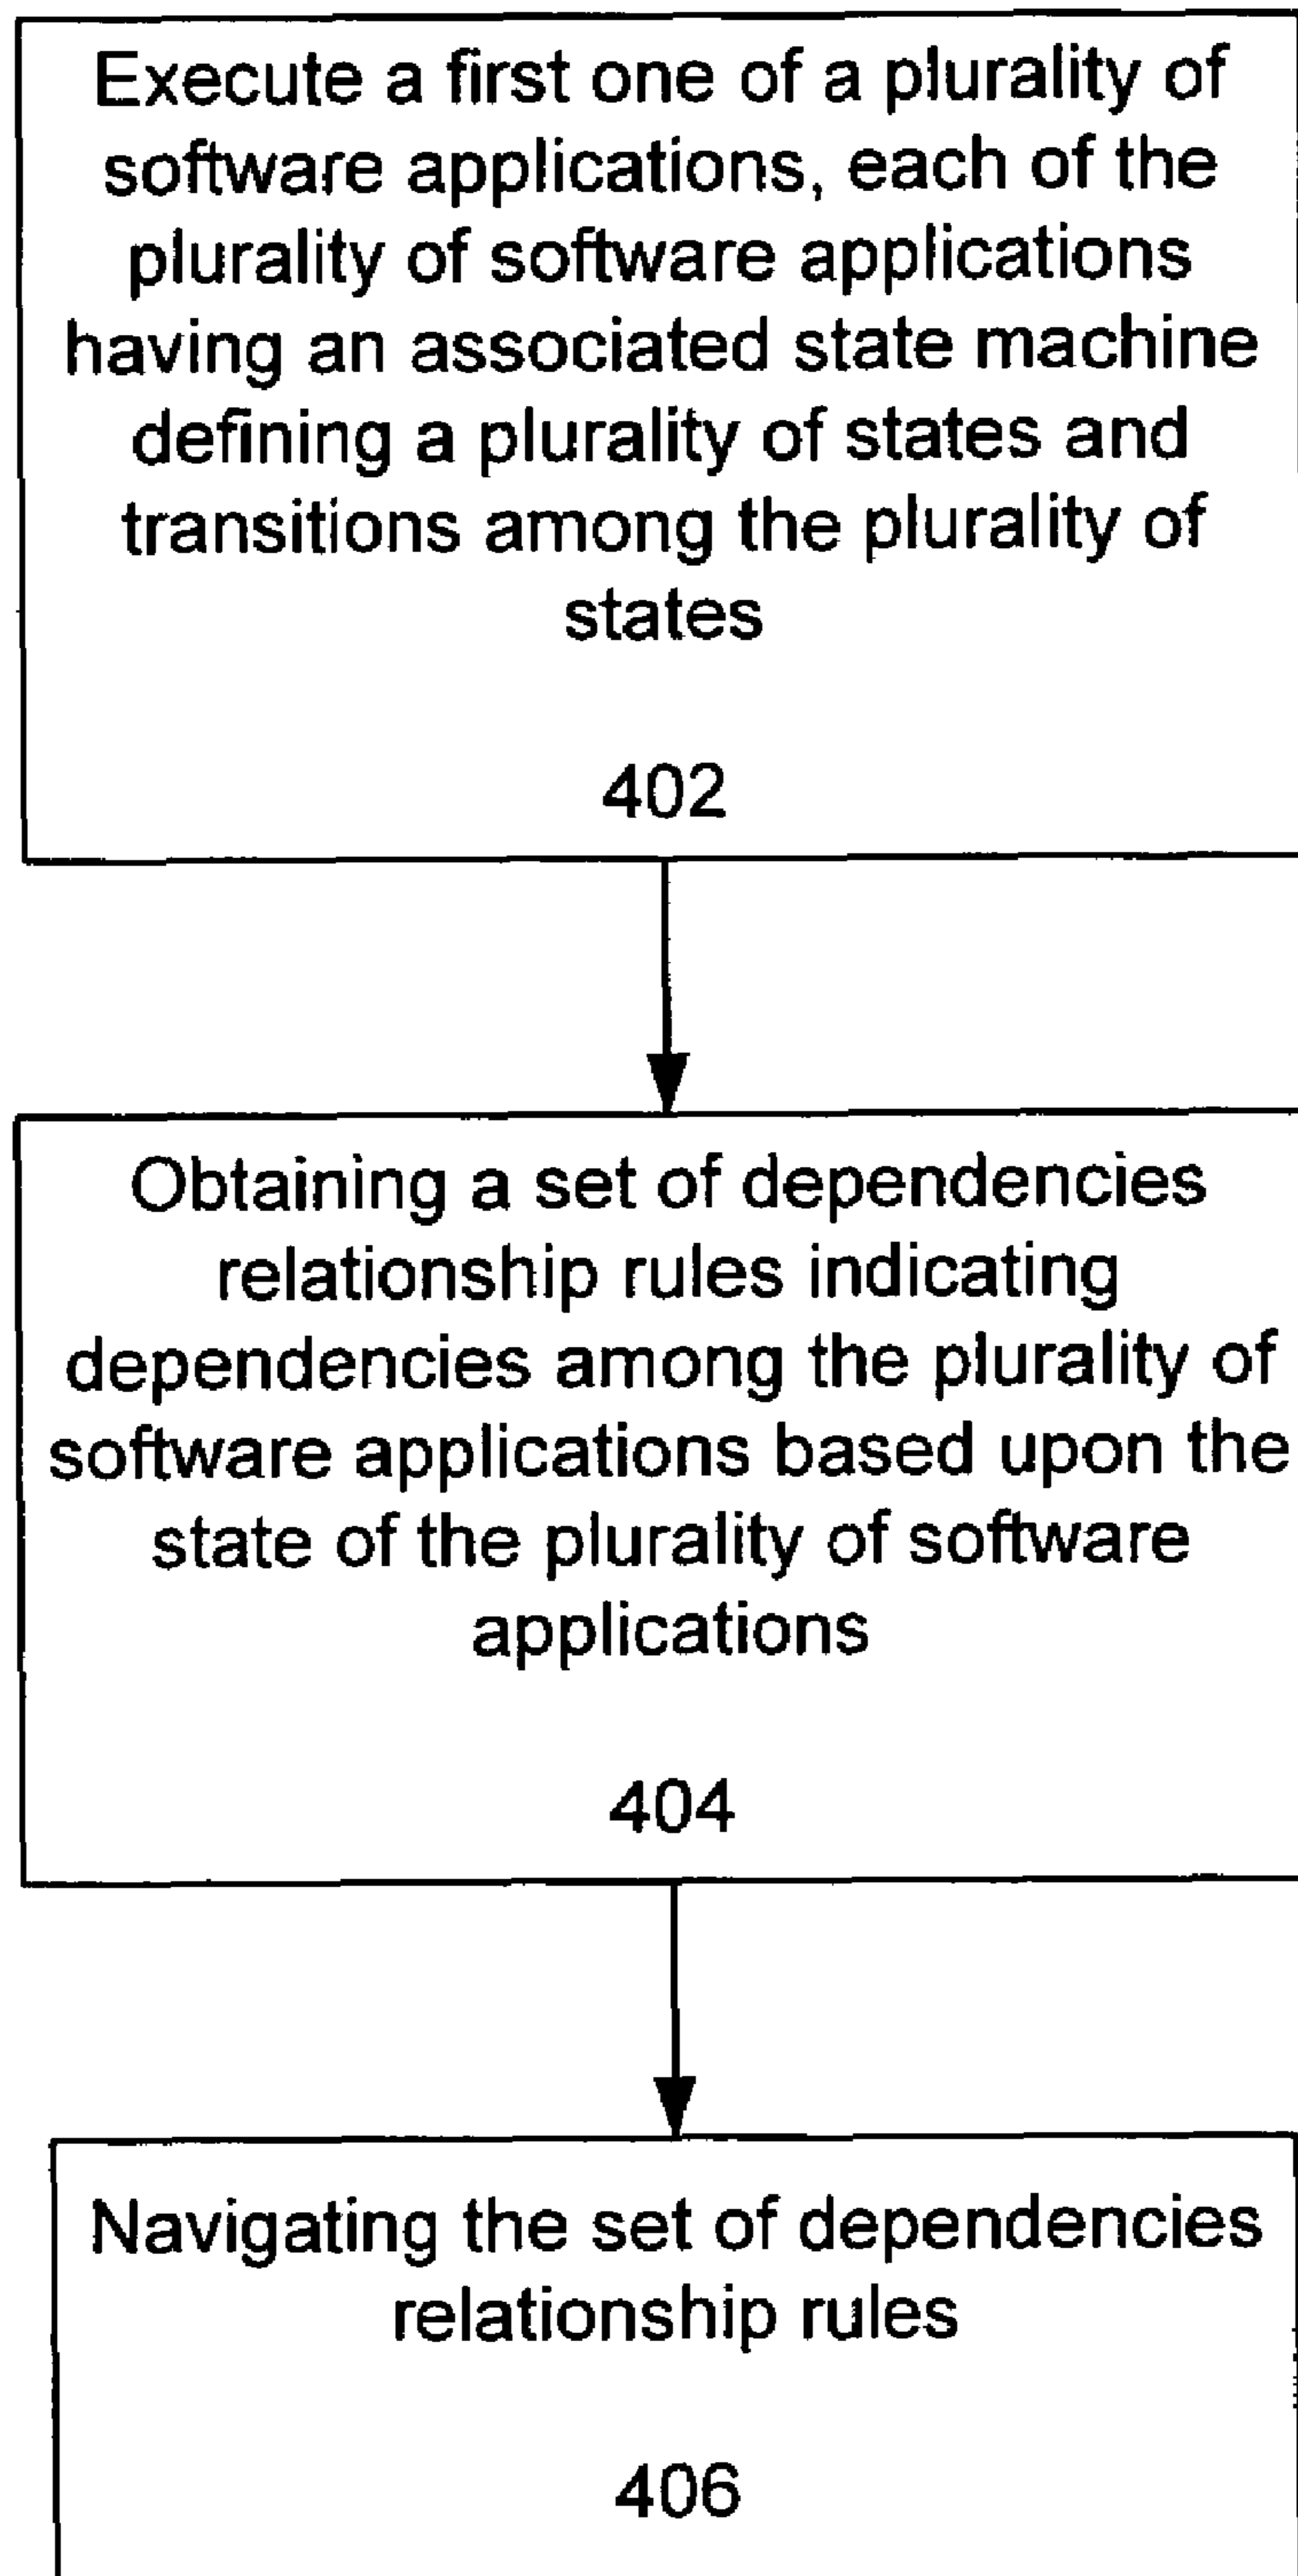 Execute a first one of a plurality of
software applications, each of the
plurality of software applications
having an associated state machine
defining a plurality of states and
transitions among the plurality of
states
402
Obtaining a set of dependencies
relationship rules indicating
dependencies among the plurality of
software applications based upon the
state of the plurality of software
applications
404
Navigating the set of dependencies
relationship rules
406